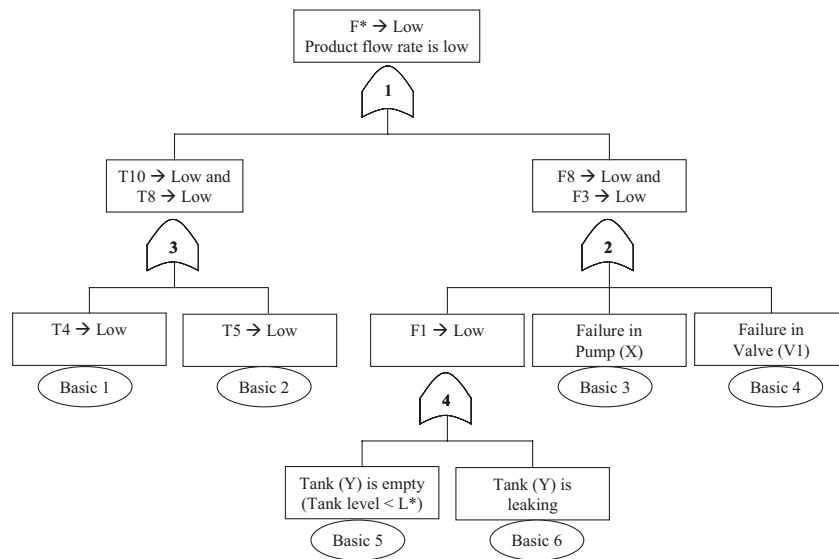 F* → Low
Product flow rate is low
1
T10 → Low and
T8 → Low
F8 → Low and
F3 → Low
3
2
T4 → Low
T5 → Low
F1 → Low
Failure in
Pump (X)
Failure in
Valve (V1)
Basic 1
Basic 2
Basic 3
Basic 4
4
Tank (Y) is empty
(Tank level < L*)
Tank (Y) is
leaking
Basic 5
Basic 6